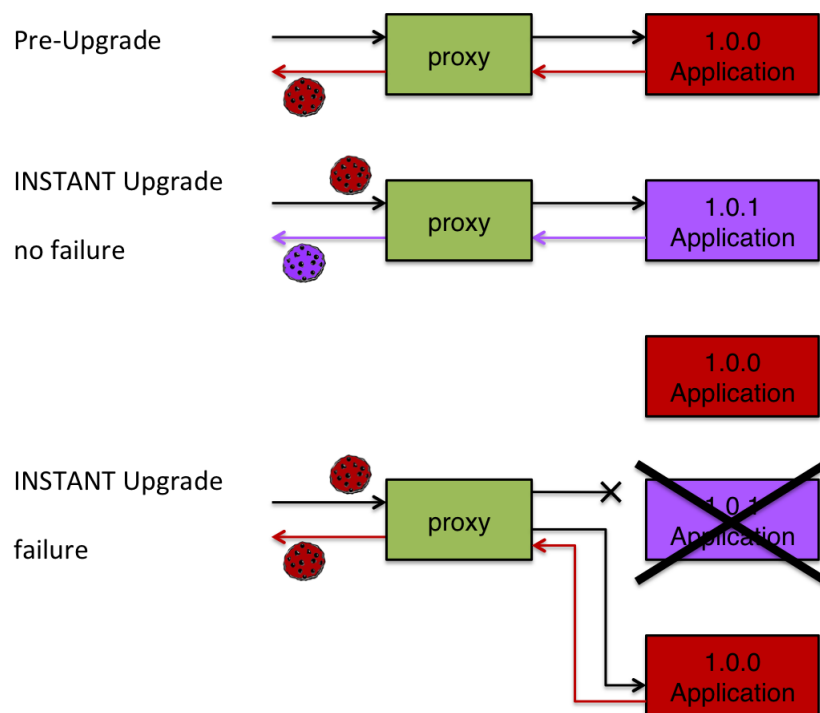 Pre-Upgrade
proxy
1.0.0
Application
INSTANT Upgrade
no failure
proxy
1.0.1
Application
1.0.0
Application
INSTANT Upgrade
failure
proxy
1.0.1
Application
1.0.0
Application